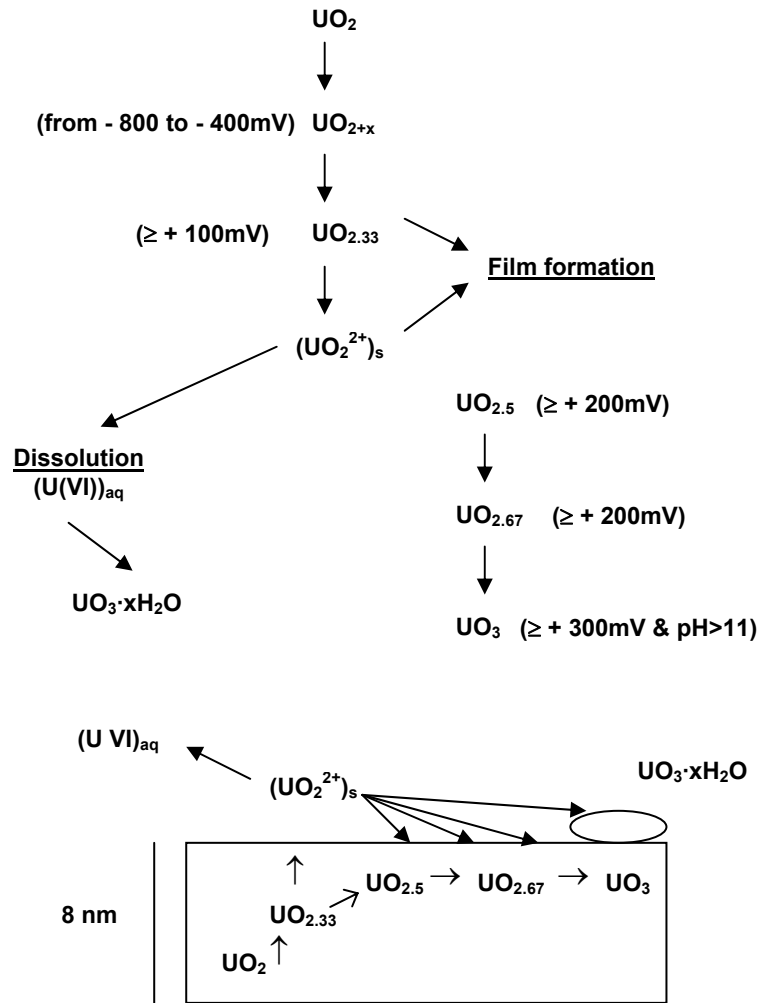 UO₂
(from - 800 to - 400mV) UO₂₊ₓ
(≥ + 100mV) UO₂.₃₃
Film formation
(UO₂²⁺)ₛ
UO₂.₅ (≥ + 200mV)
Dissolution
(U(VI))ₐq
UO₂.₆₇ (≥ + 200mV)
UO₃·xH₂O
UO₃ (≥ + 300mV & pH>11)
(U VI)ₐq
UO₃·xH₂O
(UO₂²⁺)ₛ
↑ UO₂.₅ → UO₂.₆₇ → UO₃
8 nm
UO₂.₃₃ →
UO₂ ↑